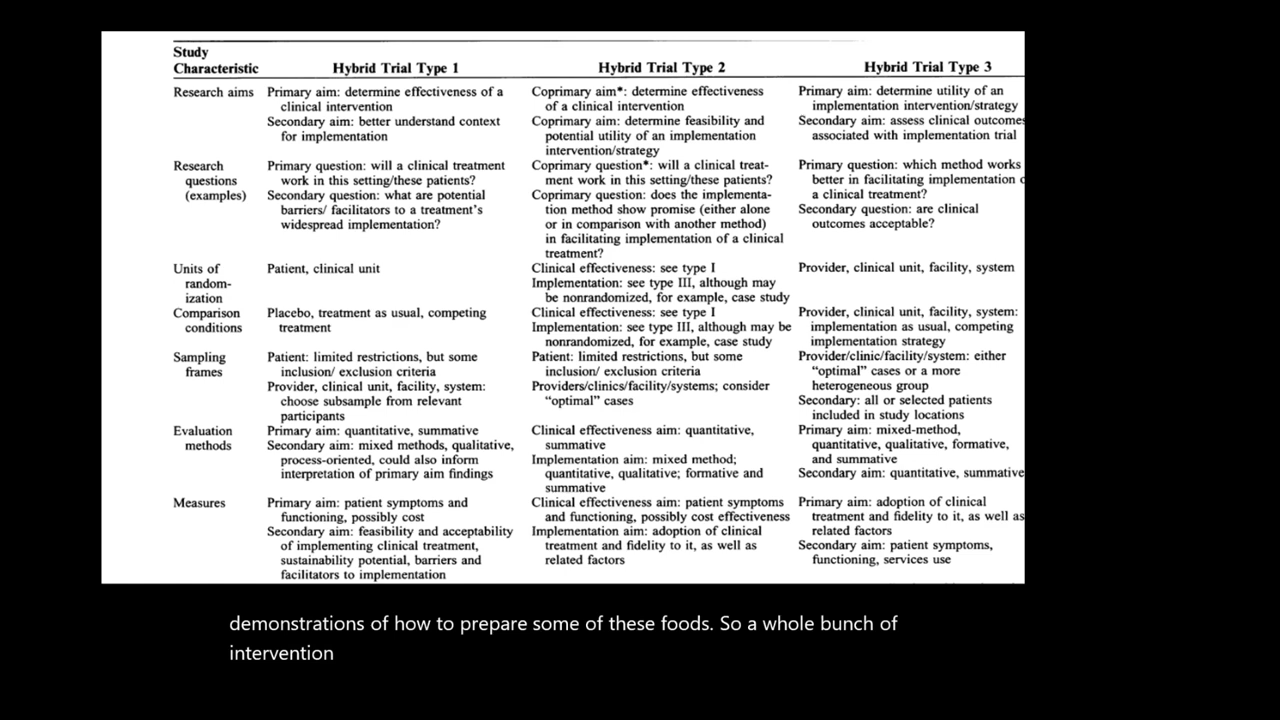 Study
Characteristic
Hybrid Trial Type 1
Hybrid Trial Type 2
Hybrid Trial Type 3
Research aims
Primary aim: determine effectiveness of a
clinical intervention
Secondary aim: better understand context
for implementation
Coprimary aim*: determine effectiveness
of a clinical intervention
Coprimary aim: determine feasibility and
potential utility of an implementation
intervention/strategy
Primary aim: determine utility of an
implementation intervention/strategy
Secondary aim: assess clinical outcomes
associated with implementation trial
Research
questions
(examples)
Primary question: will a clinical treatment
work in this setting/these patients?
Secondary question: what are potential
barriers/ facilitators to a treatment's
widespread implementation?
Coprimary question*: will a clinical treat-
ment work in this setting/these patients?
Coprimary question: does the implementa-
tion method show promise (either alone
or in comparison with another method)
in facilitating implementation of a clinical
treatment?
Primary question: which method works
better in facilitating implementation
a clinical treatment?
Secondary question: are clinical
outcomes acceptable?
Units of
random-
ization
Patient, clinical unit
Clinical effectiveness: see type I
Implementation: see type III, although may
be nonrandomized, for example, case study
Provider, clinical unit, facility, system
Comparison
conditions
Placebo, treatment as usual, competing
treatment
Clinical effectiveness: see type I
Implementation: see type III, although may be
nonrandomized, for example, case study
Provider, clinical unit, facility, system:
implementation as usual, competing
implementation strategy
Sampling
frames
Patient: limited restrictions, but some
inclusion/ exclusion criteria
Provider, clinical unit, facility, system:
choose subsample from relevant
participants
Patient: limited restrictions, but some
inclusion/ exclusion criteria
Providers/clinics/facility/systems; consider
"optimal" cases
Provider/clinic/facility/system: either
"optimal" cases or a more
heterogeneous group
Secondary: all or selected patients
included in study locations
Evaluation
methods
Primary aim: quantitative, summative
Secondary aim: mixed methods, qualitative,
process-oriented, could also inform
interpretation of primary aim findings
Clinical effectiveness aim: quantitative,
summative
Implementation aim: mixed method;
quantitative, qualitative; formative and
summative
Primary aim: mixed-method,
quantitative, qualitative, formative,
and summative
Secondary aim: quantitative, summative
Measures
Primary aim: patient symptoms and
functioning, possibly cost
Secondary aim: feasibility and acceptability
of implementing clinical treatment,
sustainability potential, barriers and
facilitators to implementation
Clinical effectiveness aim: patient symptoms
and functioning, possibly cost effectiveness
Implementation aim: adoption of clinical
treatment and fidelity to it, as well as
related factors
Primary aim: adoption of clinical
treatment and fidelity to it, as well as
related factors
Secondary aim: patient symptoms,
functioning, services use
demonstrations of how to prepare some of these foods. So a whole bunch of
intervention